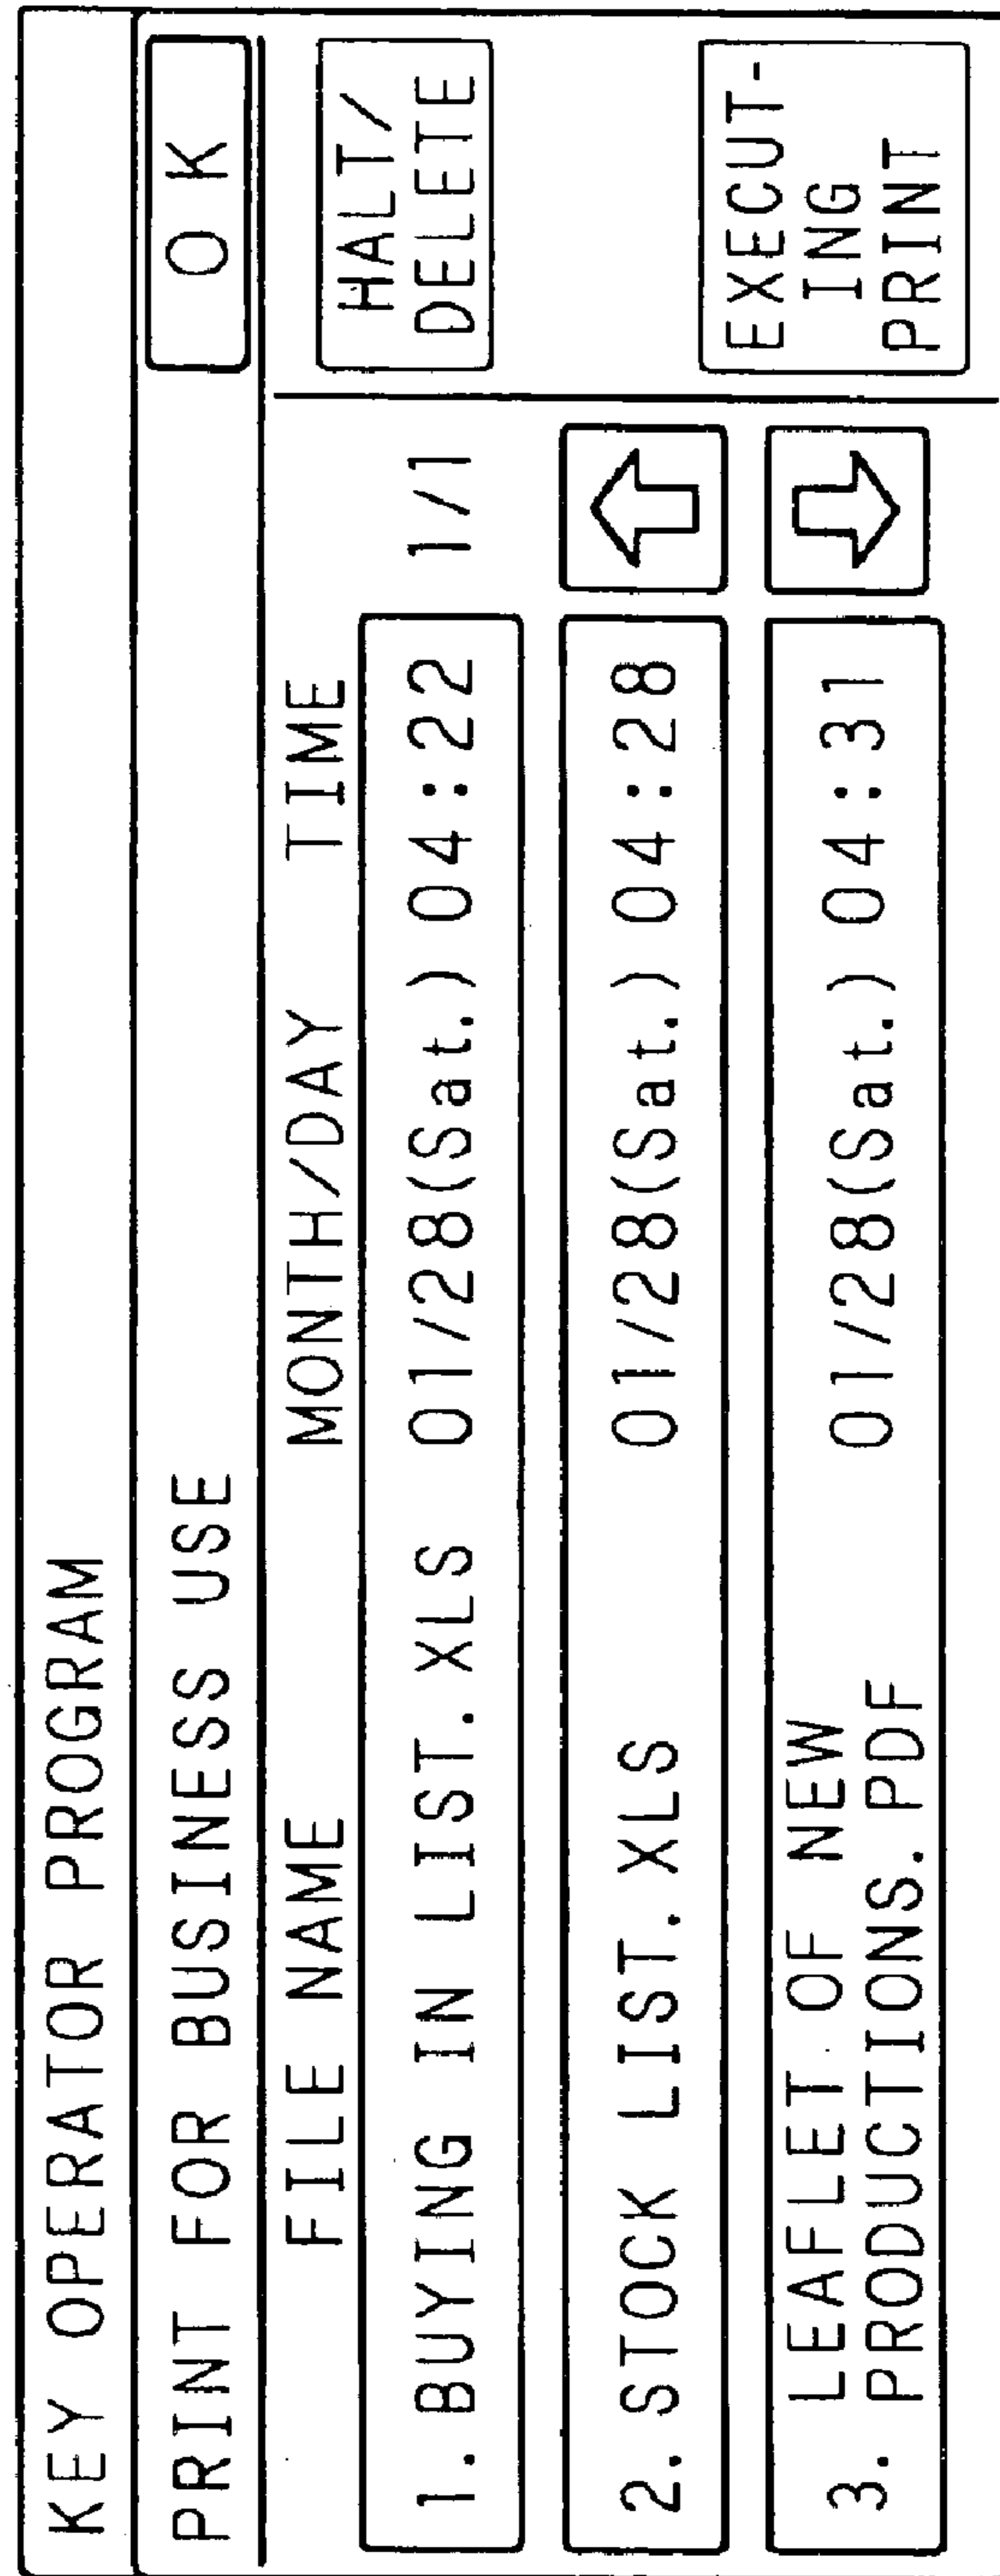 KEY OPERATOR PROGRAM
PRINT FOR BUSINESS USE
OK
FILE NAME MONTH/DAY TIME
1. BUYING IN LIST. XLS 01/28(Sat.) 04:22
1/1
HALT/
DELETE
2. STOCK LIST. XLS 01/28(Sat.) 04:28
3. LEAFLET OF NEW
PRODUCTIONS. PDF 01/28(Sat.) 04:31
EXECUT-
ING
PRINT